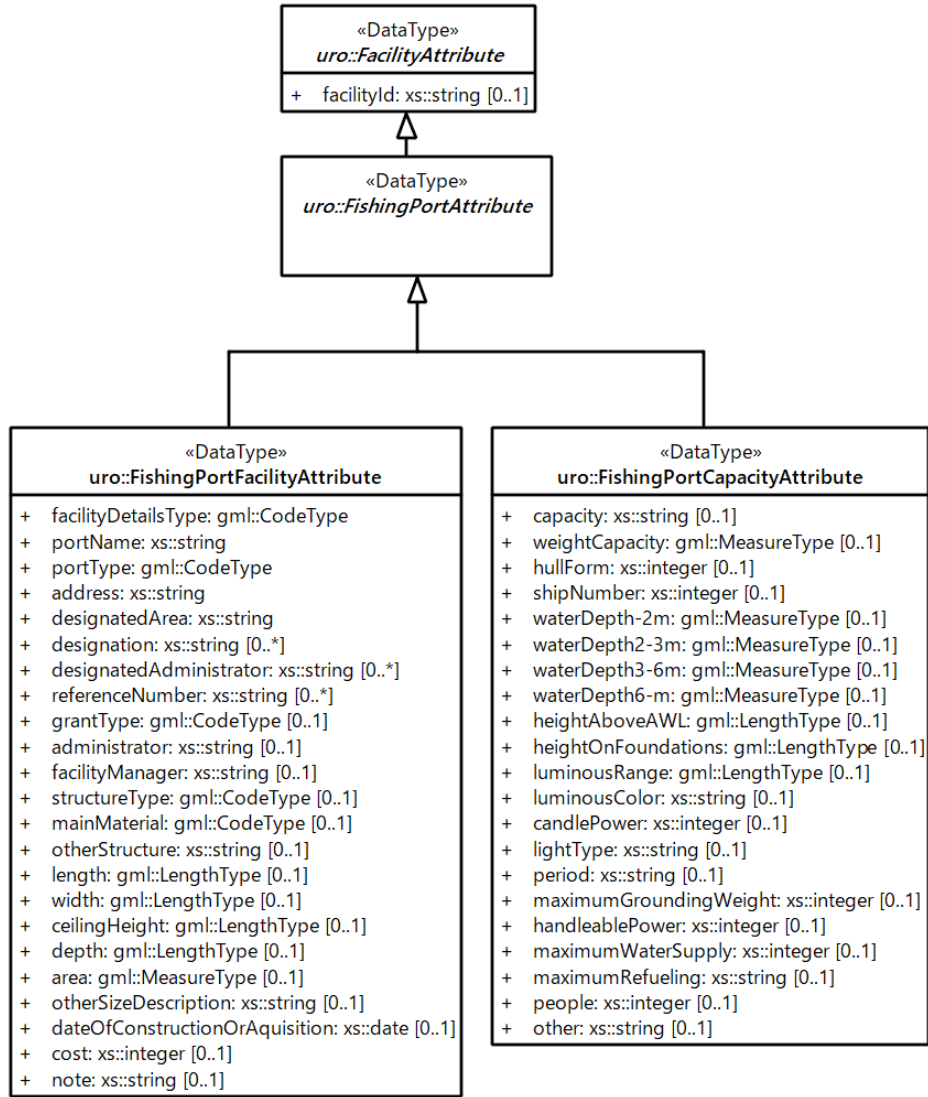 «DataType»
uro::FacilityAttribute
+ facilityId: xs::string [0..1]
«DataType»
uro::FishingPortAttribute
«DataType»
uro::FishingPortFacilityAttribute
+ facilityDetailsType: gml::CodeType
+ portName: xs::string
+ portType: gml::CodeType
+ address: xs::string
+ designatedArea: xs::string
+ designation: xs::string [0..*]
+ designatedAdministrator: xs::string [0..*]
+ referenceNumber: xs::string [0..*]
+ grantType: gml::CodeType [0..1]
+ administrator: xs::string [0..1]
+ facilityManager: xs::string [0..1]
+ structureType: gml::CodeType [0..1]
+ mainMaterial: gml::CodeType [0..1]
+ otherStructure: xs::string [0..1]
+ length: gml::LengthType [0..1]
+ width: gml::LengthType [0..1]
+ ceilingHeight: gml::LengthType [0..1]
+ depth: gml::LengthType [0..1]
+ area: gml::MeasureType [0..1]
+ otherSizeDescription: xs::string [0..1]
+ dateOfConstructionOrAquisition: xs::date [0..1]
+ cost: xs::integer [0..1]
+ note: xs::string [0..1]
«DataType»
uro::FishingPortCapacityAttribute
+ capacity: xs::string [0..1]
+ weightCapacity: gml::MeasureType [0..1]
+ hullForm: xs::integer [0..1]
+ shipNumber: xs::integer [0..1]
+ waterDepth-2m: gml::MeasureType [0..1]
+ waterDepth2-3m: gml::MeasureType [0..1]
+ waterDepth3-6m: gml::MeasureType [0..1]
+ waterDepth6-m: gml::MeasureType [0..1]
+ heightAboveAWL: gml::LengthType [0..1]
+ heightOnFoundations: gml::LengthType [0..1]
+ luminousRange: gml::LengthType [0..1]
+ luminousColor: xs::string [0..1]
+ candlePower: xs::integer [0..1]
+ lightType: xs::string [0..1]
+ period: xs::string [0..1]
+ maximumGroundingWeight: xs::integer [0..1]
+ handleablePower: xs::integer [0..1]
+ maximumWaterSupply: xs::integer [0..1]
+ maximumRefueling: xs::string [0..1]
+ people: xs::integer [0..1]
+ other: xs::string [0..1]